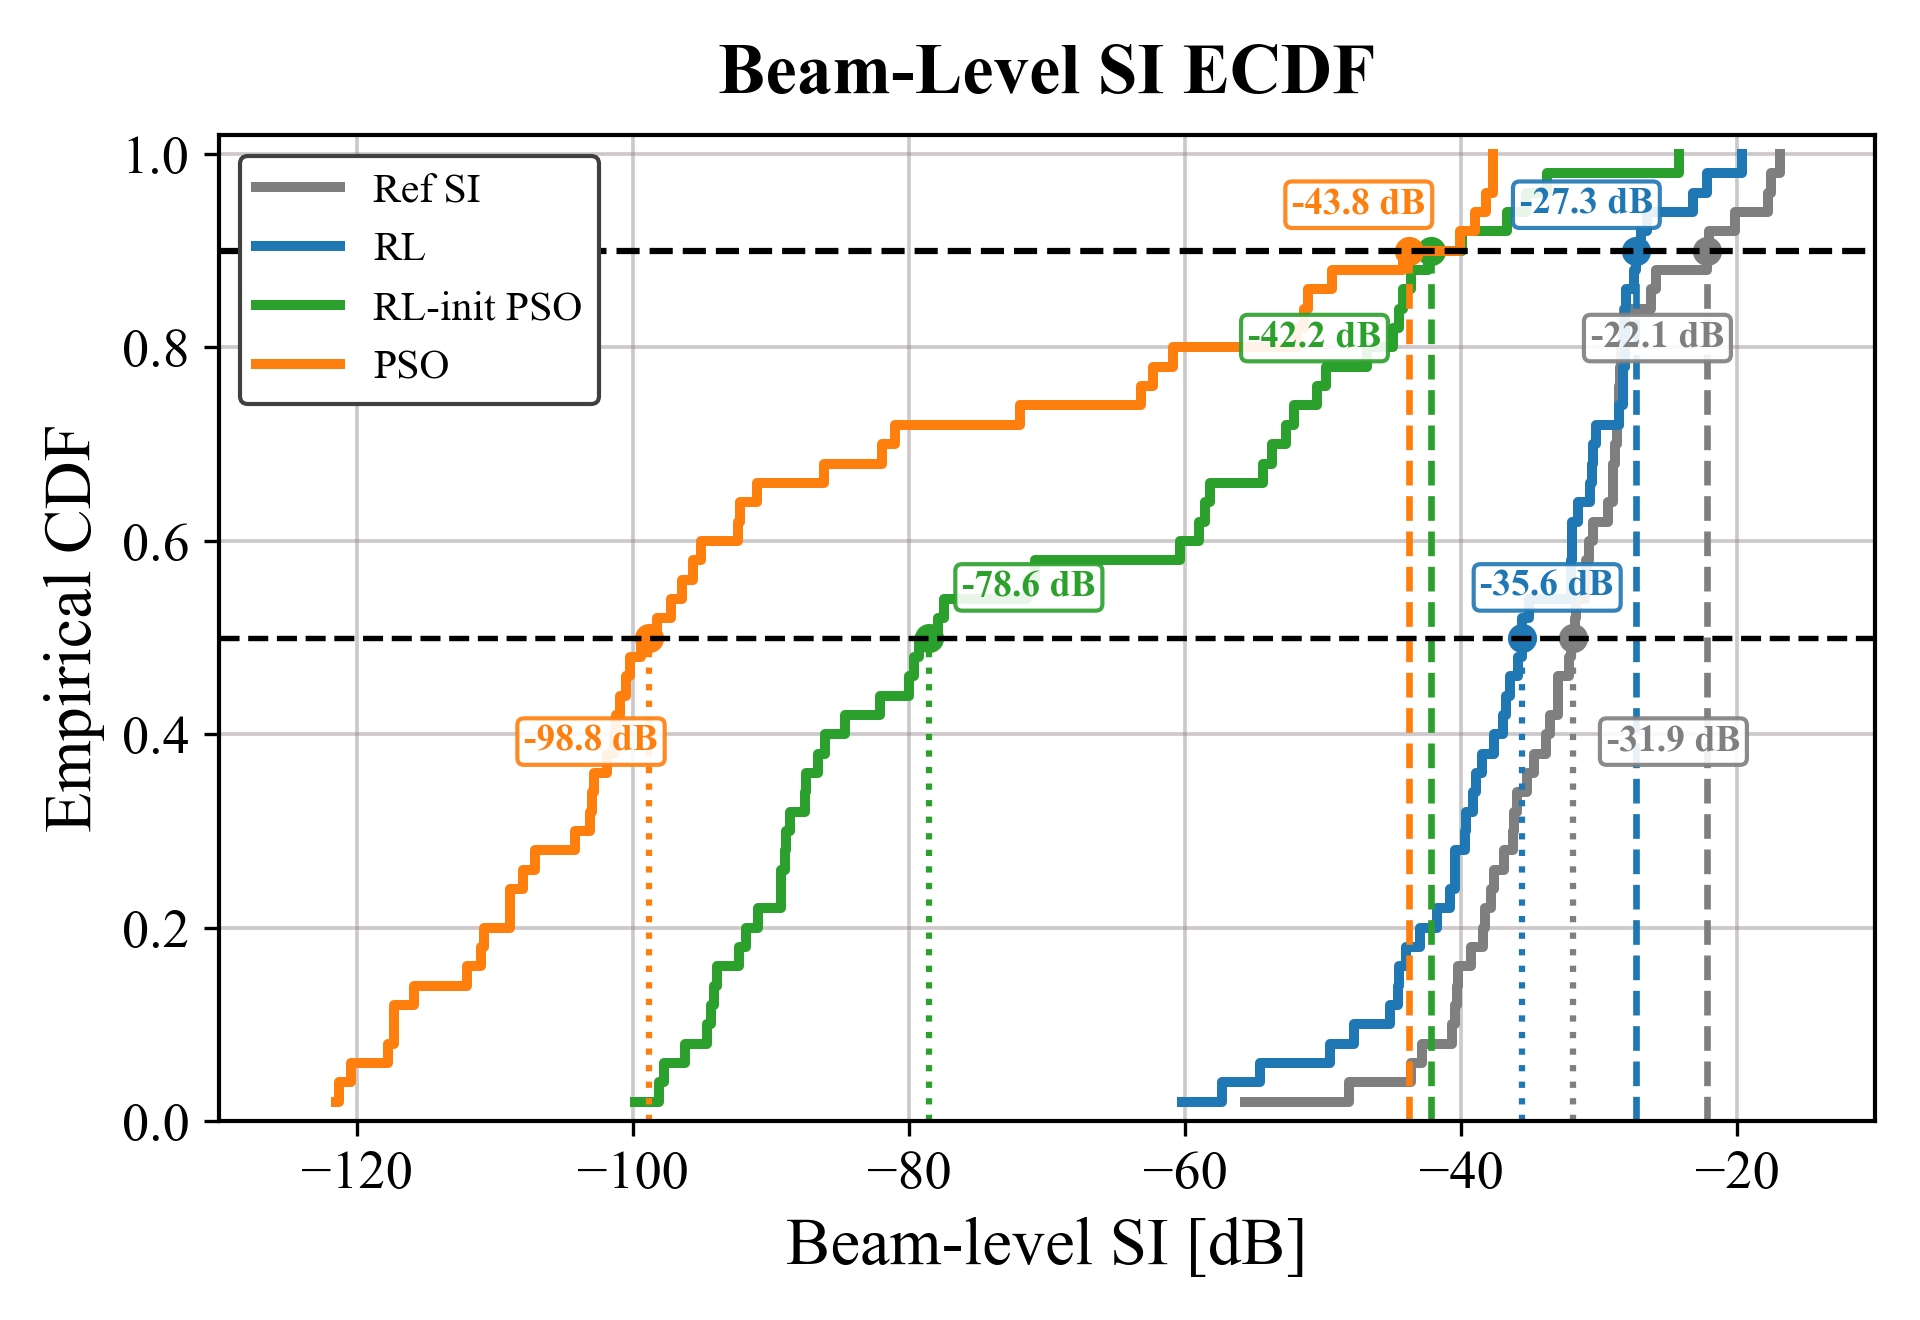 Beam-Level SI ECDF
1.0
0.8
0.6
0.4
0.2
0.0
Empirical CDF
Ref SI
RL
RL-init PSO
PSO
-43.8 dB
-27.3 dB
-42.2 dB
-22.1 dB
-78.6 dB
-35.6 dB
-98.8 dB
-31.9 dB
−120
−100
−80
−60
−40
−20
Beam-level SI [dB]